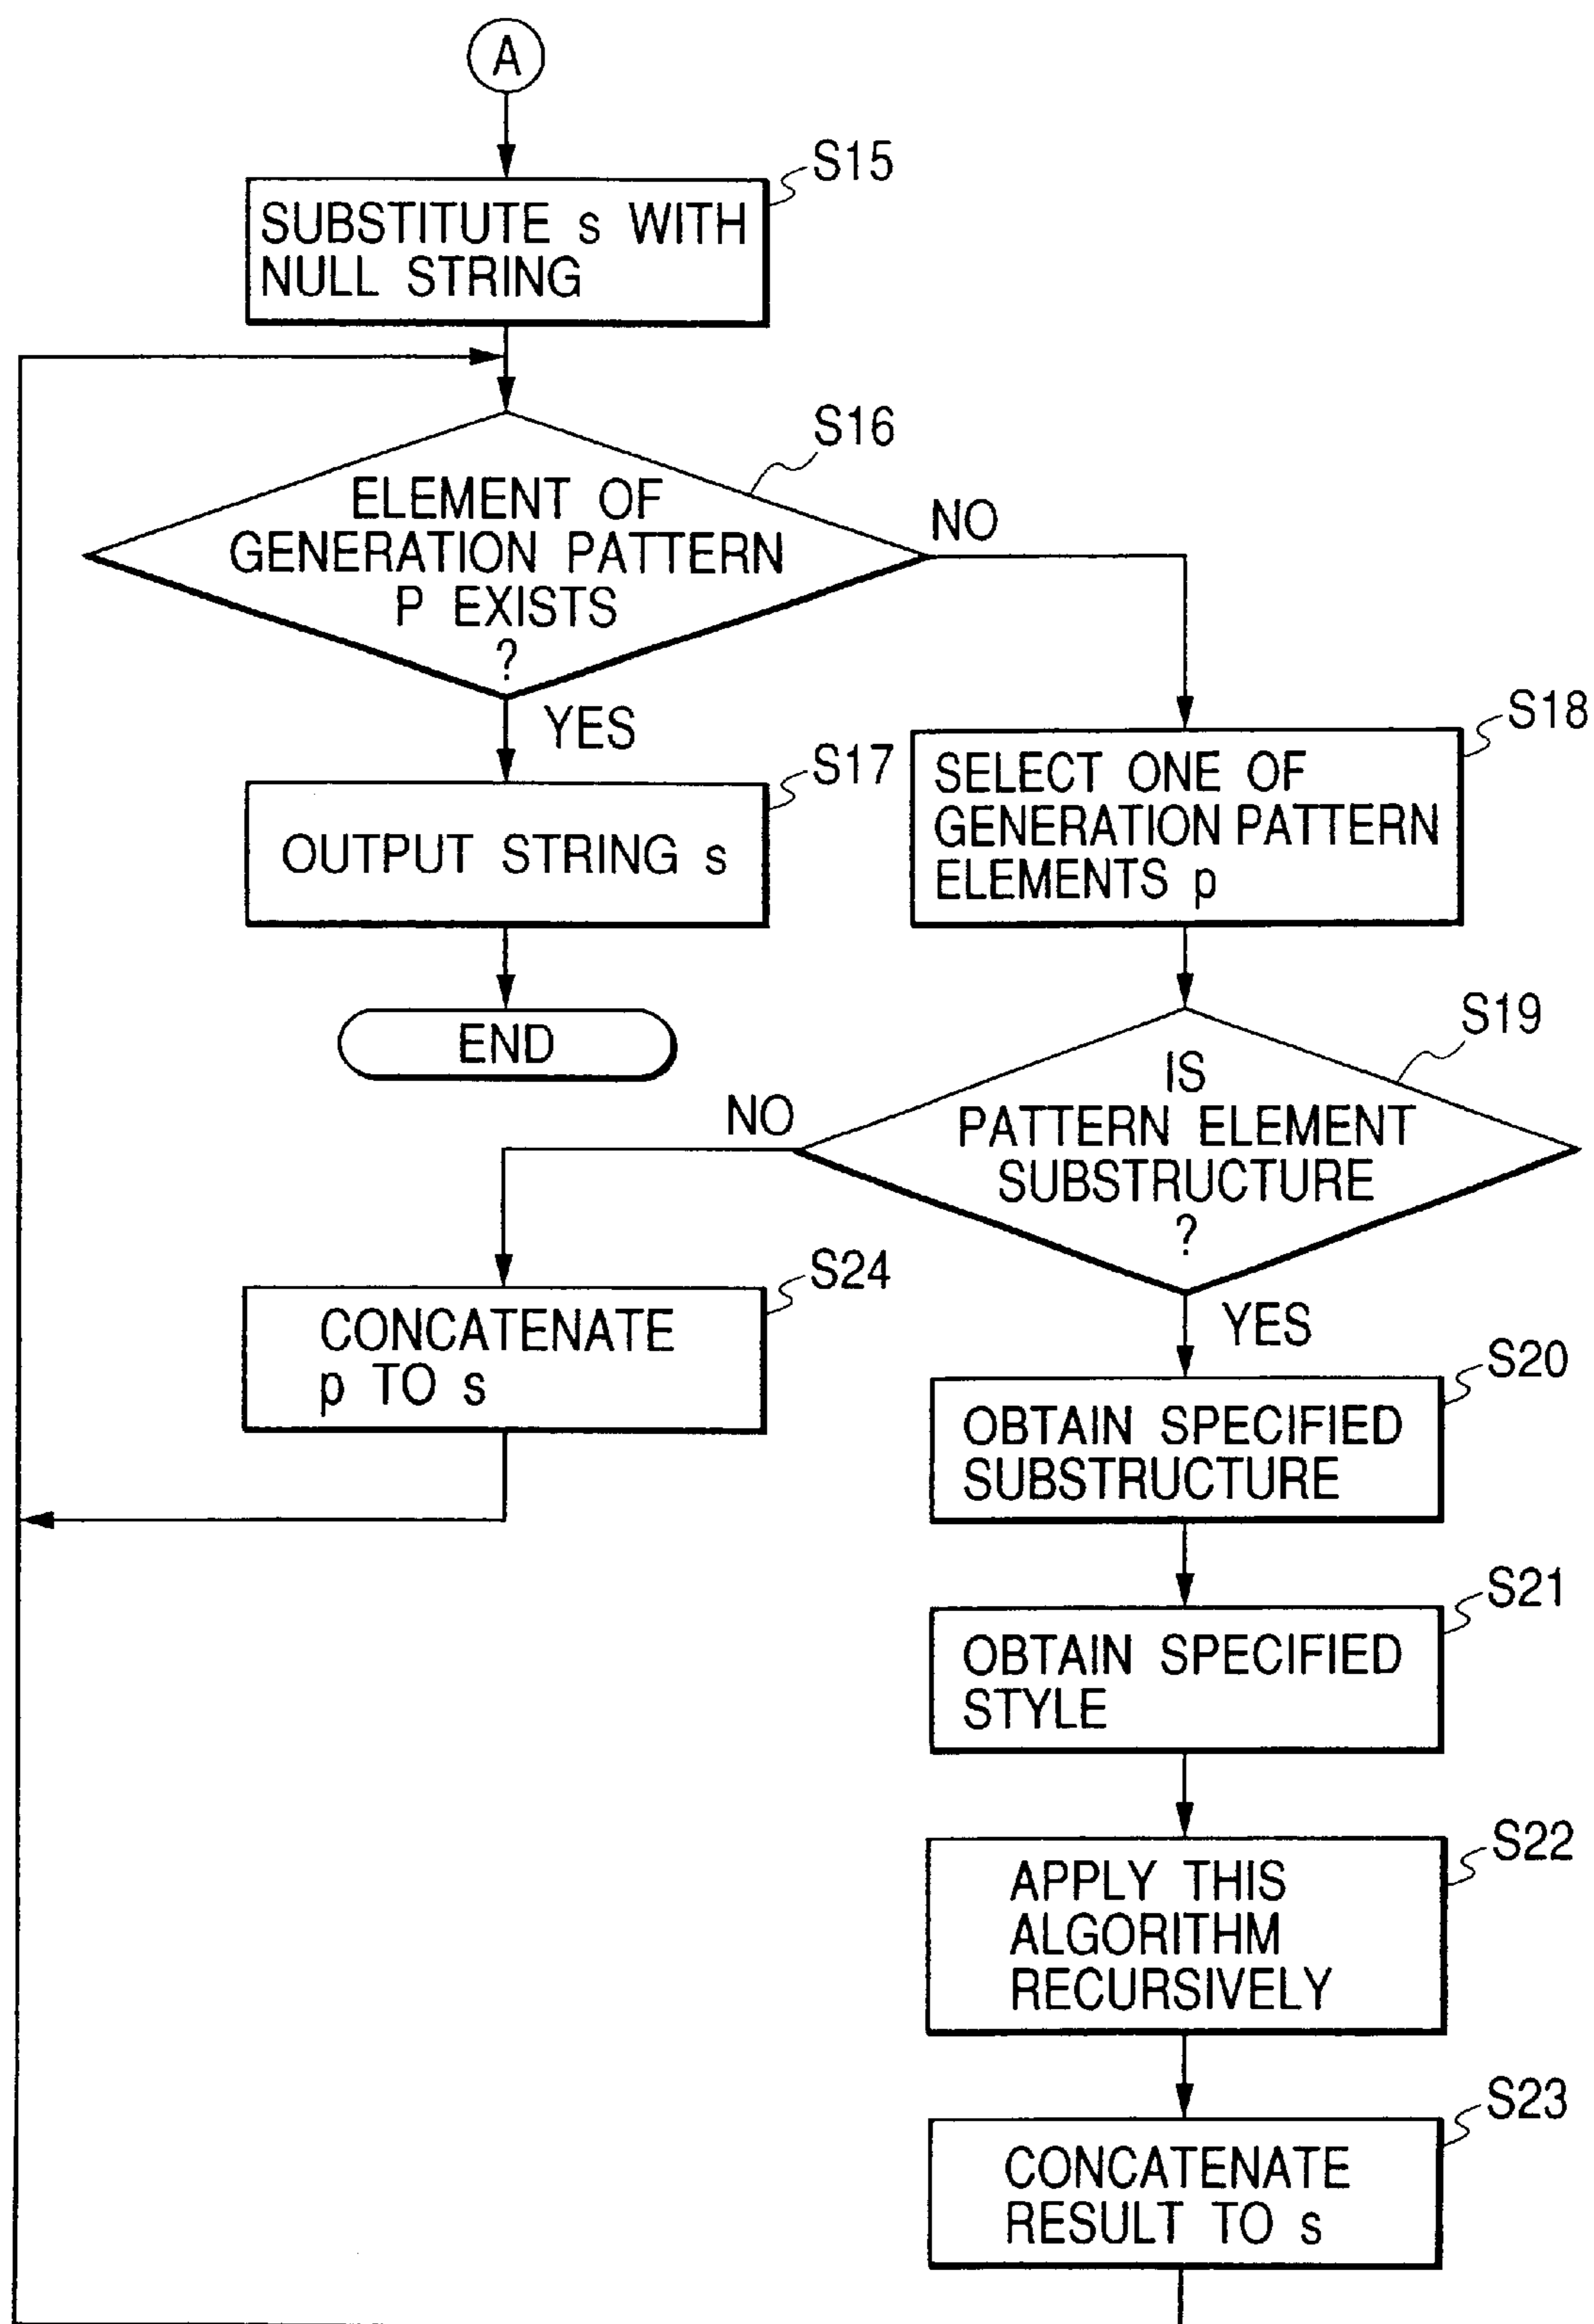 A
S15
SUBSTITUTE s WITH
NULL STRING
S16
ELEMENT OF
GENERATION PATTERN
P EXISTS
?
NO
YES
S17
OUTPUT STRING s
END
S18
SELECT ONE OF
GENERATION PATTERN
ELEMENTS p
S19
IS
PATTERN ELEMENT
SUBSTRUCTURE
?
NO
YES
S24
CONCATENATE
p TO s
S20
OBTAIN SPECIFIED
SUBSTRUCTURE
S21
OBTAIN SPECIFIED
STYLE
S22
APPLY THIS
ALGORITHM
RECURSIVELY
S23
CONCATENATE
RESULT TO s